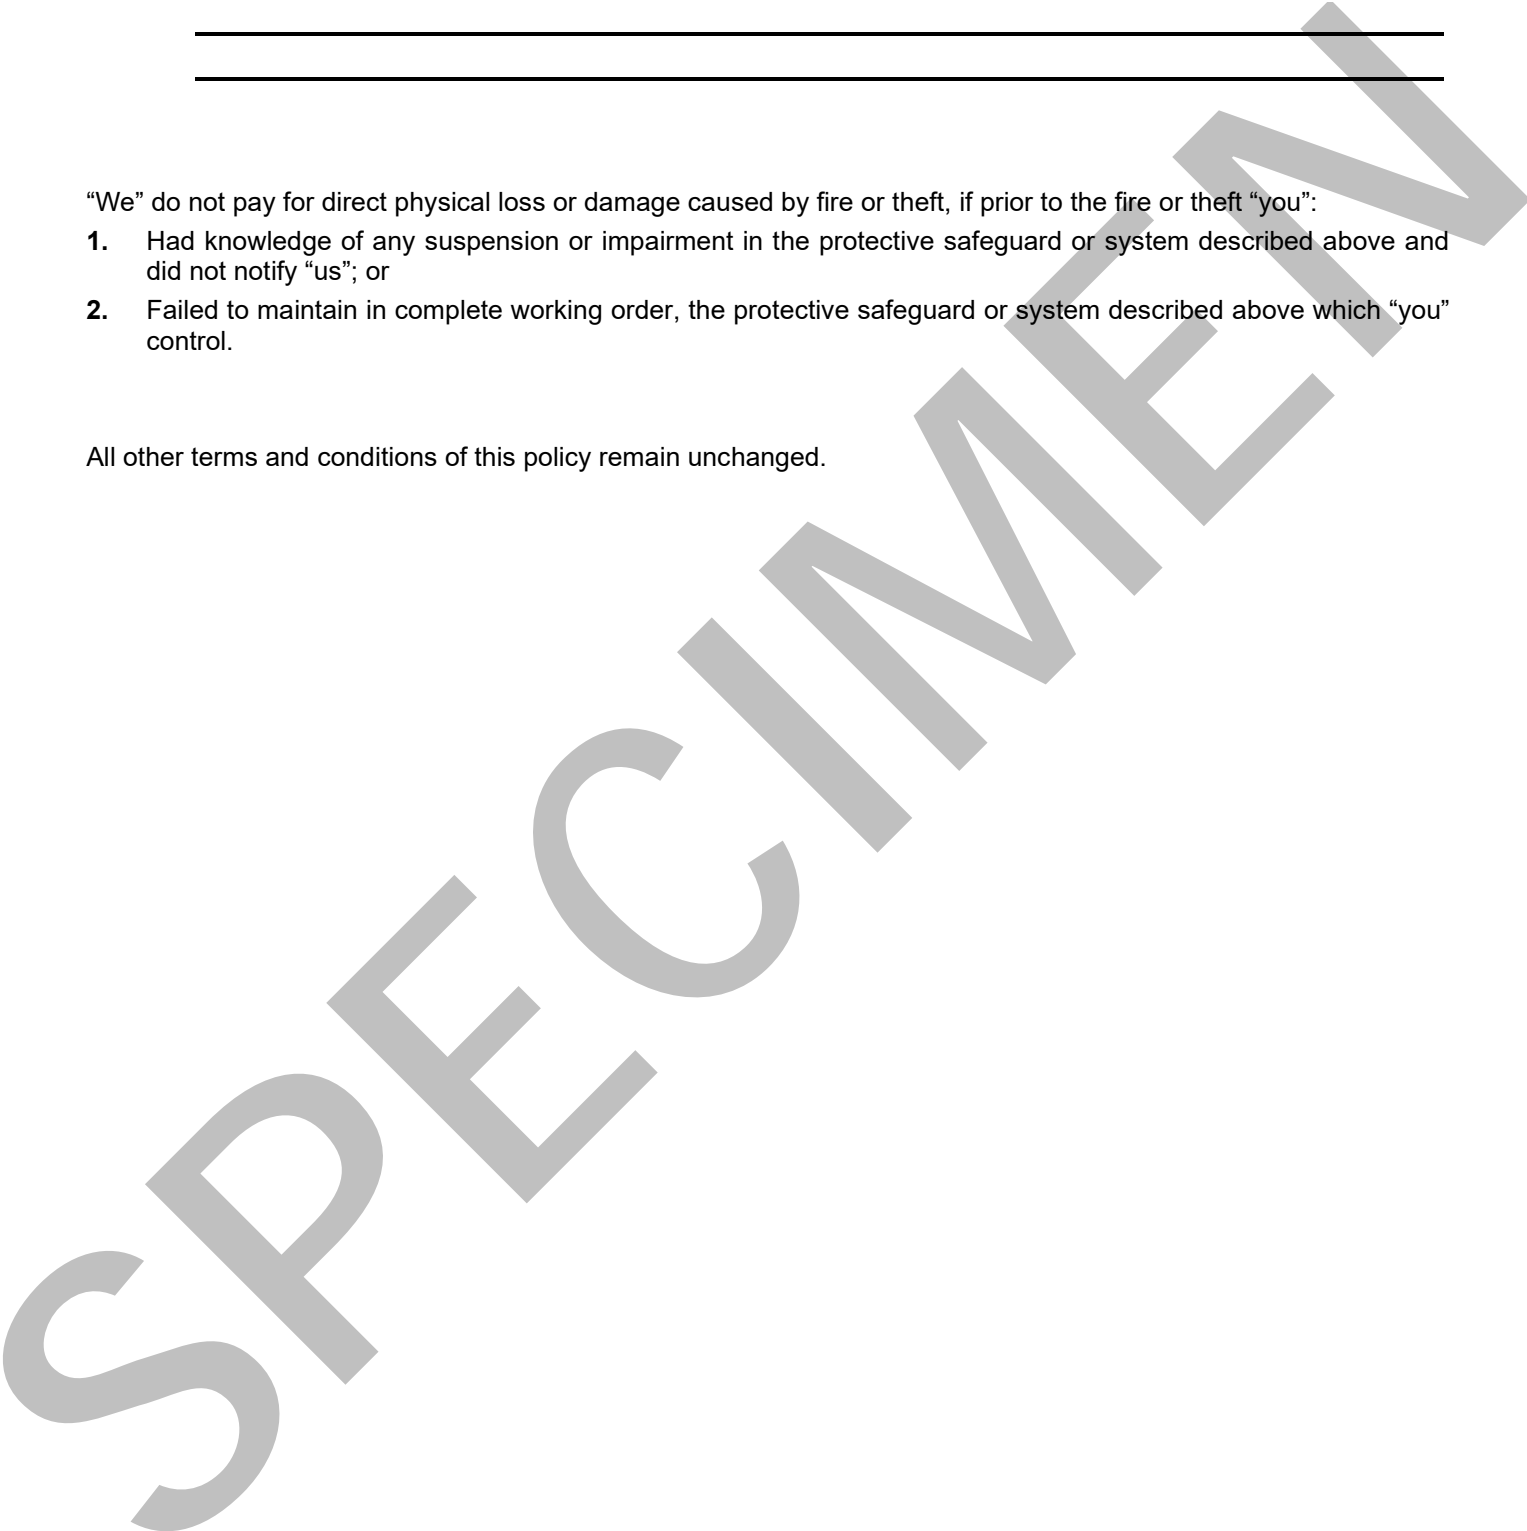 “We” do not pay for direct physical loss or damage caused by fire or theft, if prior to the fire or theft “you”:
1. Had knowledge of any suspension or impairment in the protective safeguard or system described above and
did not notify “us”; or
2. Failed to maintain in complete working order, the protective safeguard or system described above which “you”
control.
All other terms and conditions of this policy remain unchanged.
SPECIMEN